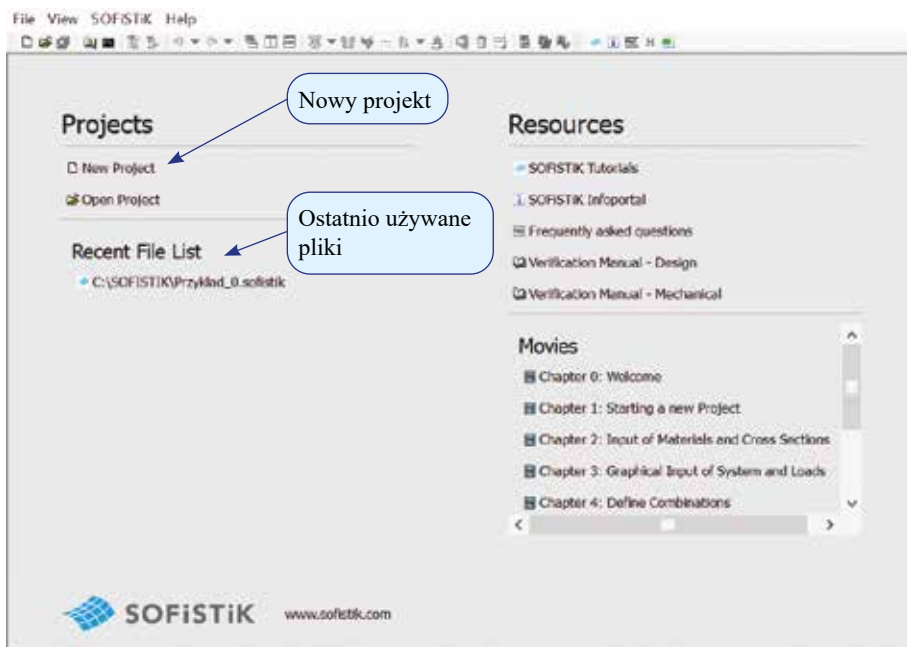 File View SOFiSTiK Help
Nowy projekt
Projects
New Project
Open Project
Ostatnio używane
pliki
Recent File List
C:\SOFiSTiK\Przykład_0.sofistik
Resources
SOFiSTiK Tutorials
SOFiSTiK Infoportal
Frequently asked questions
Verification Manual - Design
Verification Manual - Mechanical
Movies
Chapter 0: Welcome
Chapter 1: Starting a new Project
Chapter 2: Input of Materials and Cross Sections
Chapter 3: Graphical Input of System and Loads
Chapter 4: Define Combinations
SOFiSTiK www.sofistik.com